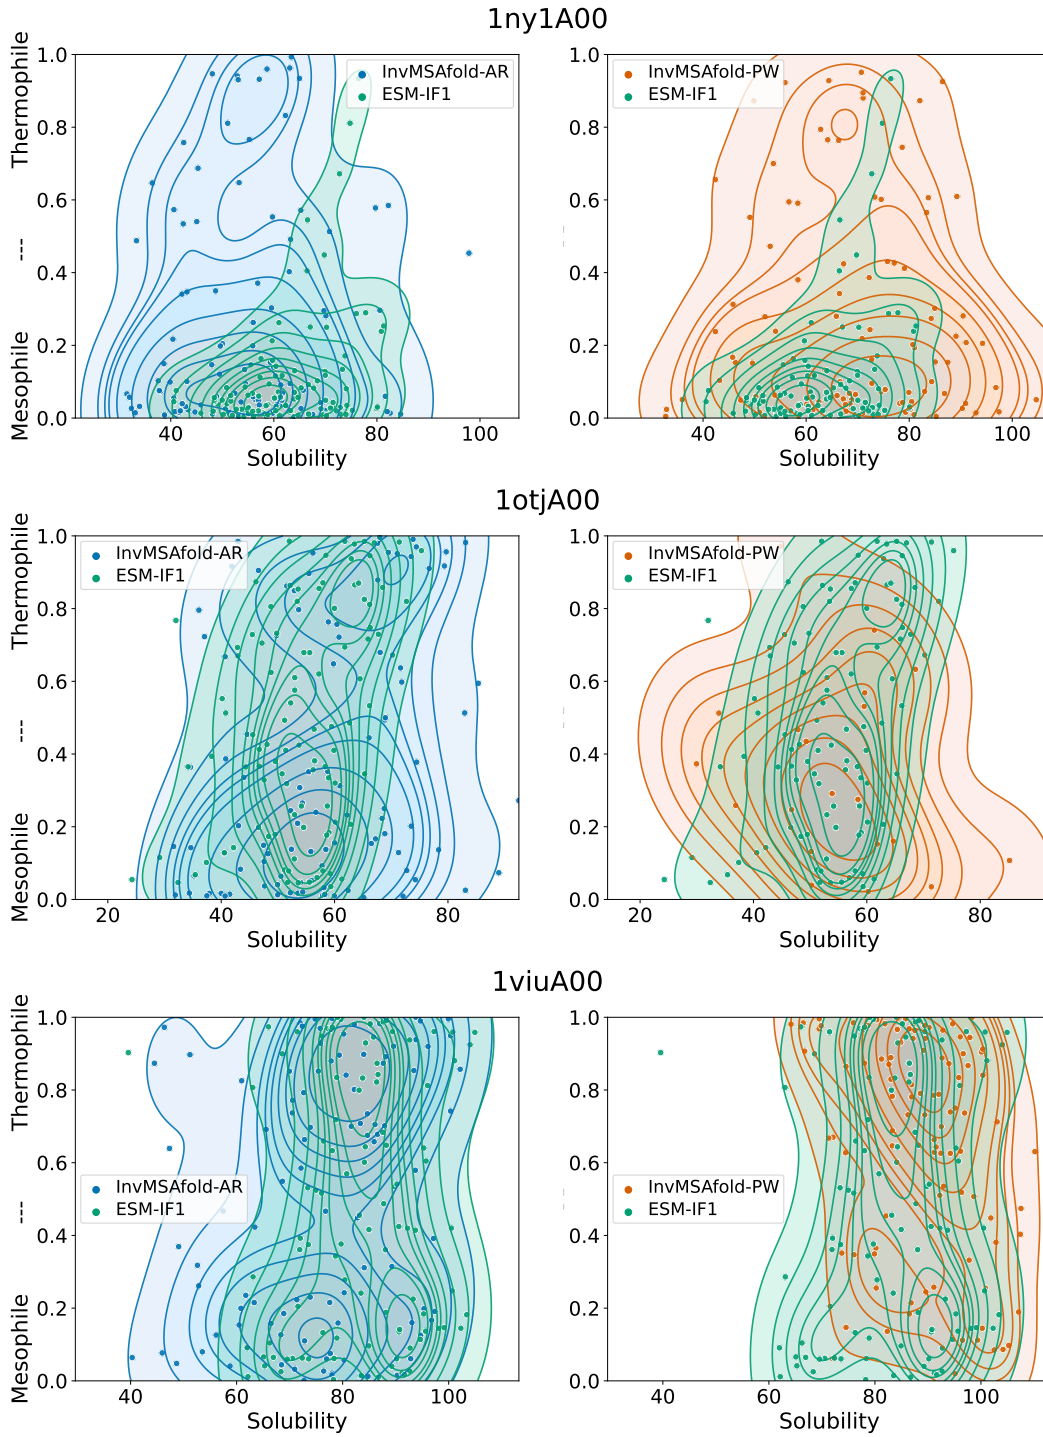 1ny1A00
Mesophile --- Thermophile
1.0
0.8
0.6
0.4
0.2
0.0
40 60 80 100
Solubility
InvMSAfold-AR
ESM-IF1
---
1.0
0.8
0.6
0.4
0.2
0.0
40 60 80 100
Solubility
InvMSAfold-PW
ESM-IF1
1otjA00
Mesophile --- Thermophile
1.0
0.8
0.6
0.4
0.2
0.0
20 40 60 80
Solubility
InvMSAfold-AR
ESM-IF1
---
1.0
0.8
0.6
0.4
0.2
0.0
20 40 60 80
Solubility
InvMSAfold-PW
ESM-IF1
1viuA00
Mesophile --- Thermophile
1.0
0.8
0.6
0.4
0.2
0.0
40 60 80 100
Solubility
InvMSAfold-AR
ESM-IF1
---
1.0
0.8
0.6
0.4
0.2
0.0
40 60 80 100
Solubility
InvMSAfold-PW
ESM-IF1